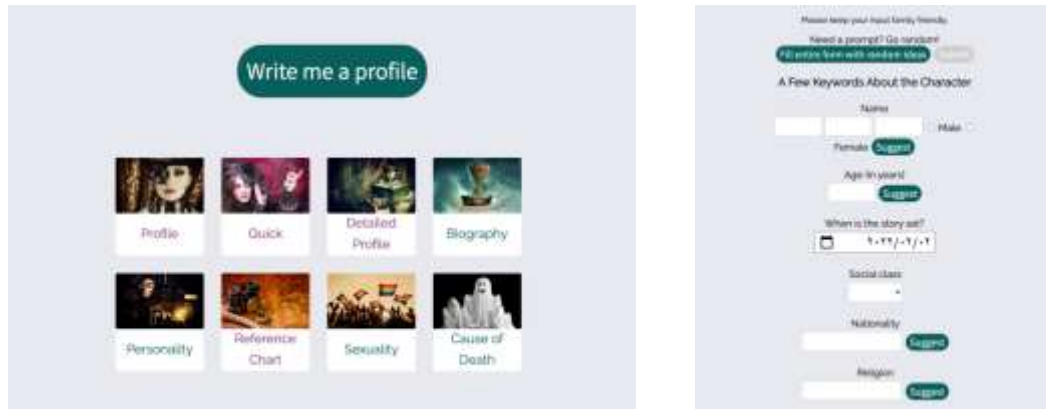 Write me a profile
Profile
Quick
Detailed
Profile
Biography
Personality
Reference
Chart
Sexuality
Cause of
Death
Please keep your input family friendly.
Need a prompt? Go random!
Fill entire form with random ideas
A Few Keywords About the Character
Name
Male
Female Suggest
Age (in years)
Suggest
When is the story set?
Social class
Nationality
Suggest
Religion
Suggest